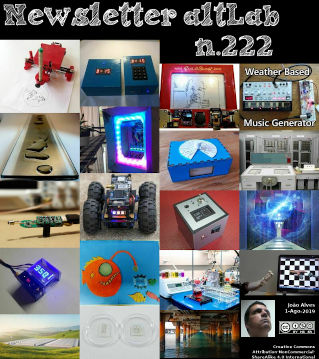 Newsletter altLab
n.222
Weather Based
Music Generator
João Alves
1-Ago-2019
Creative Commons
Attribution-NonCommercial-
ShareAlike 4.0 International